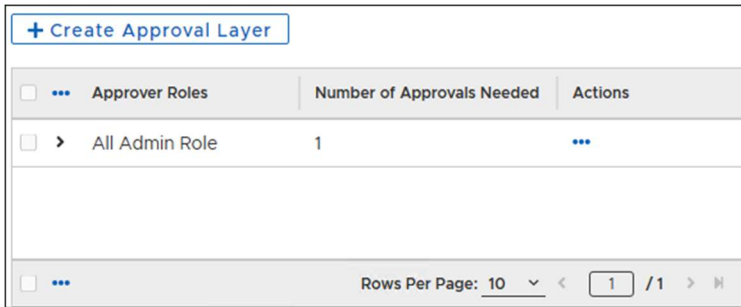 + Create Approval Layer
••• Approver Roles Number of Approvals Needed Actions
> All Admin Role 1 •••
••• Rows Per Page: 10 1 / 1